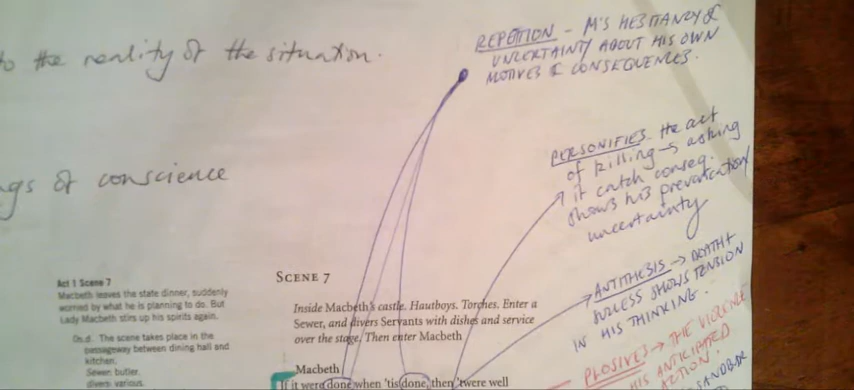 to the reality of the situation.
gs of conscience
REPETITION – M'S HESITANCY &
UNCERTAINTY ABOUT HIS OWN
MOTIVES & CONSEQUENCES.
PERSONIFIES the act
of killing → asking
it catch conseq.
shows his prevarication/
uncertainty
ANTITHESIS → DEATH &
SHOWS TENSION
IN HIS THINKING.
PLOSIVES → THE VIOLENCE
HIS ANTICIPATED
ACTION.
Act 1 Scene 7
Macbeth leaves the state dinner, suddenly
worried by what he is planning to do. But
Lady Macbeth stirs up his spirits again.
0s.d. The scene takes place in the
passageway between dining hall and
kitchen.
Sewer: butler.
divers: various.
SCENE 7
Inside Macbeth's castle. Hautboys. Torches. Enter a
Sewer, and divers Servants with dishes and service
over the stage. Then enter Macbeth
Macbeth
If it were done when 'tis done, then 'twere well